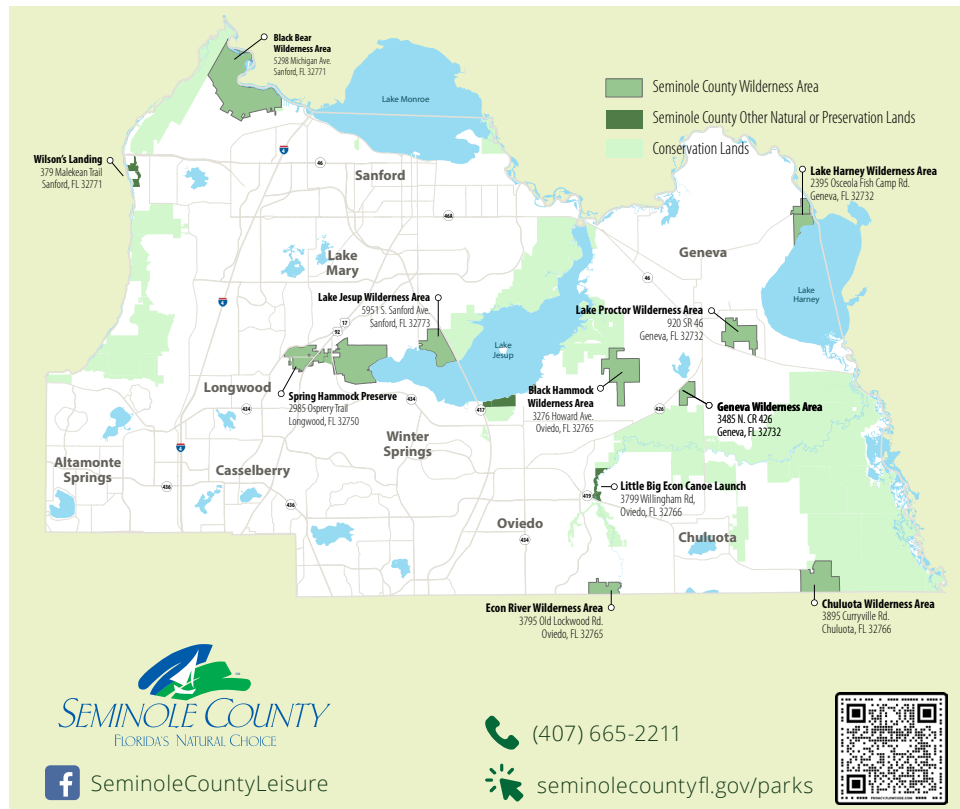 Black Bear
Wilderness Area
5298 Michigan Ave.
Sanford, FL 32771
Lake Monroe
Seminole County Wilderness Area
Seminole County Other Natural or Preservation Lands
Conservation Lands
4
46
Wilson's Landing
379 Malekean Trail
Sanford, FL 32771
Sanford
Lake Harney Wilderness Area
2395 Osceola Fish Camp Rd.
Geneva, FL 32732
46A
Geneva
Lake
Mary
46
Lake
Harney
4
Lake Jesup Wilderness Area
5951 S. Sanford Ave.
Sanford, FL 32773
17
92
Lake Proctor Wilderness Area
920 SR 46
Geneva, FL 32732
Lake
Jesup
Longwood
434
Spring Hammock Preserve
2985 Osprery Trail
Longwood, FL 32750
434
417
Black Hammock
Wilderness Area
3276 Howard Ave.
Oviedo, FL 32765
426
Geneva Wilderness Area
3485 N. CR 426
Geneva, FL 32732
Winter
Springs
4
Altamonte
Springs
Casselberry
436
436
Little Big Econ Canoe Launch
3799 Willingham Rd,
Oviedo, FL 32766
419
Oviedo
434
Chuluota
Econ River Wilderness Area
3795 Old Lockwood Rd.
Oviedo, FL 32765
Chuluota Wilderness Area
3895 Curryville Rd.
Chuluota, FL 32766
SEMINOLE COUNTY
FLORIDA'S NATURAL CHOICE
SeminoleCountyLeisure
(407) 665-2211
seminolecountyfl.gov/parks